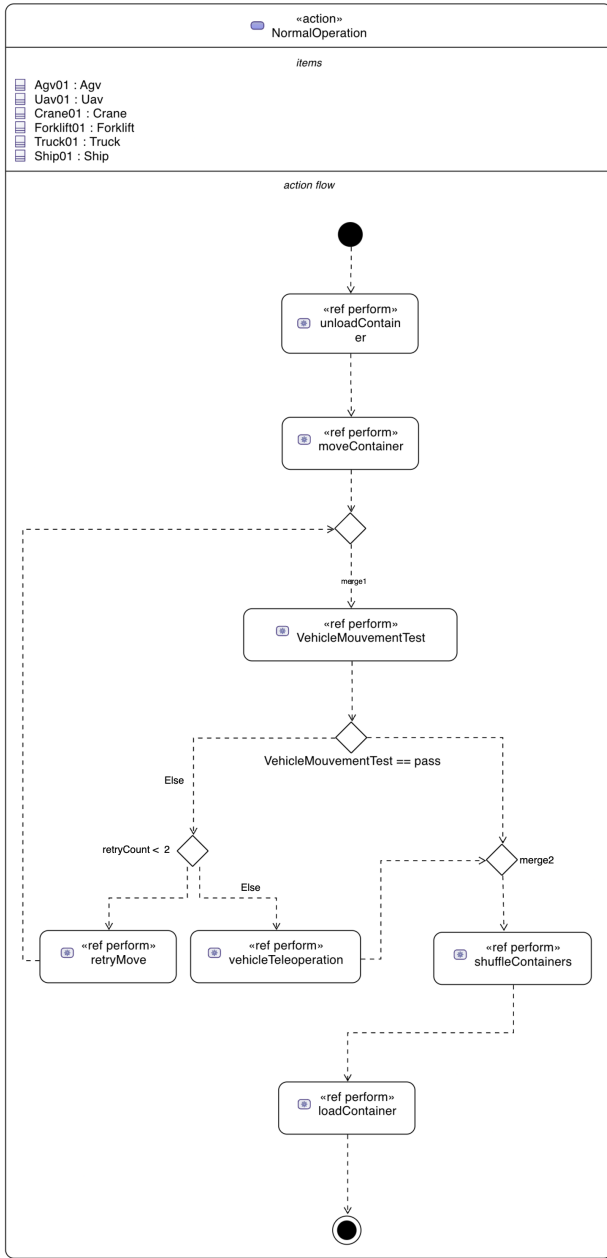 «action»
NormalOperation
items
Agv01 : Agv
Uav01 : Uav
Crane01 : Crane
Forklift01 : Forklift
Truck01 : Truck
Ship01 : Ship
action flow
«ref perform»
unloadContain
er
«ref perform»
moveContainer
merge1
«ref perform»
VehicleMouvementTest
VehicleMouvementTest == pass
Else
retryCount < 2
merge2
Else
«ref perform»
retryMove
«ref perform»
vehicleTeleoperation
«ref perform»
shuffleContainers
«ref perform»
loadContainer